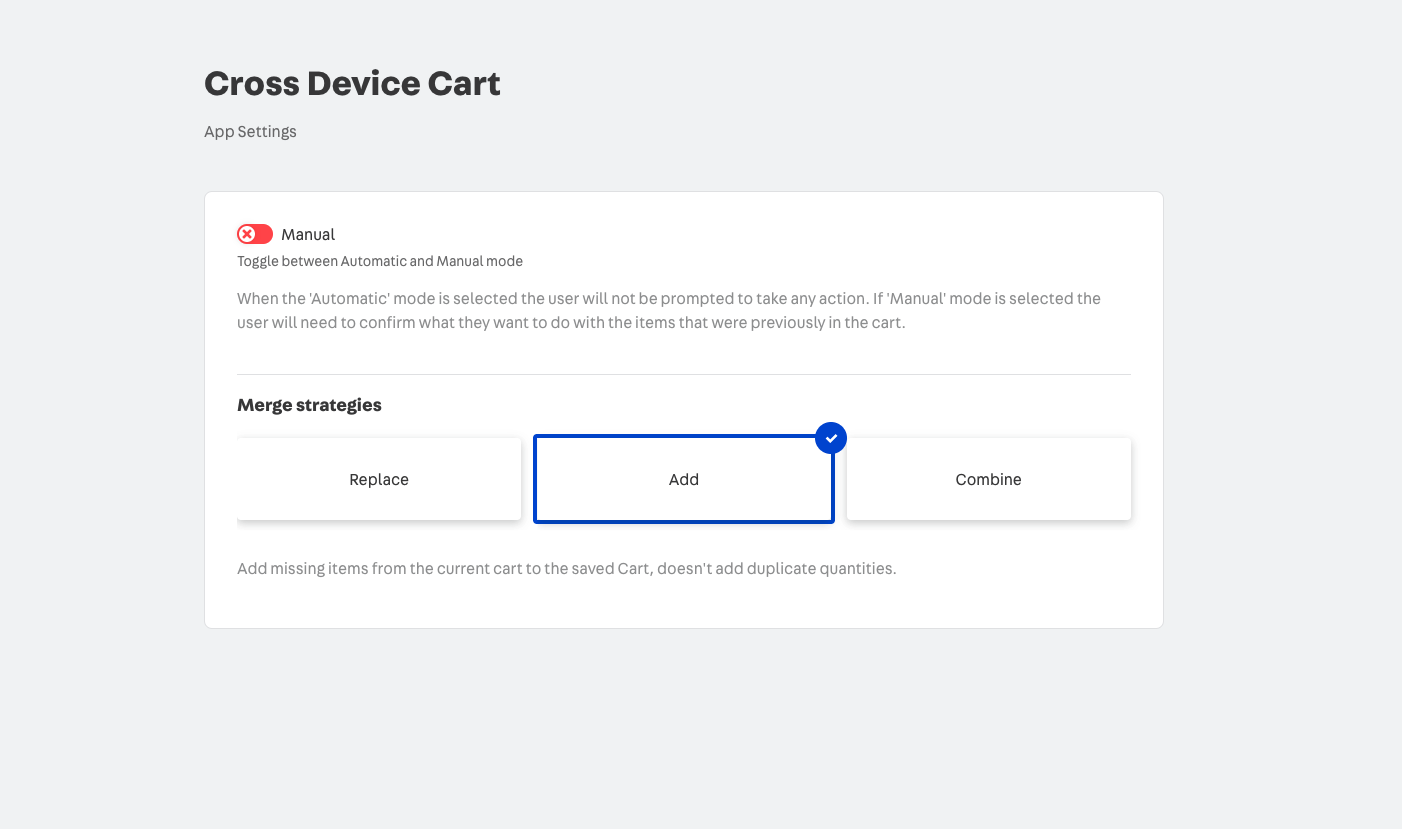 Cross Device Cart
App Settings
Manual
Toggle between Automatic and Manual mode
When the 'Automatic' mode is selected the user will not be prompted to take any action. If 'Manual' mode is selected the
user will need to confirm what they want to do with the items that were previously in the cart.
Merge strategies
Replace
Add
Combine
Add missing items from the current cart to the saved Cart, doesn't add duplicate quantities.